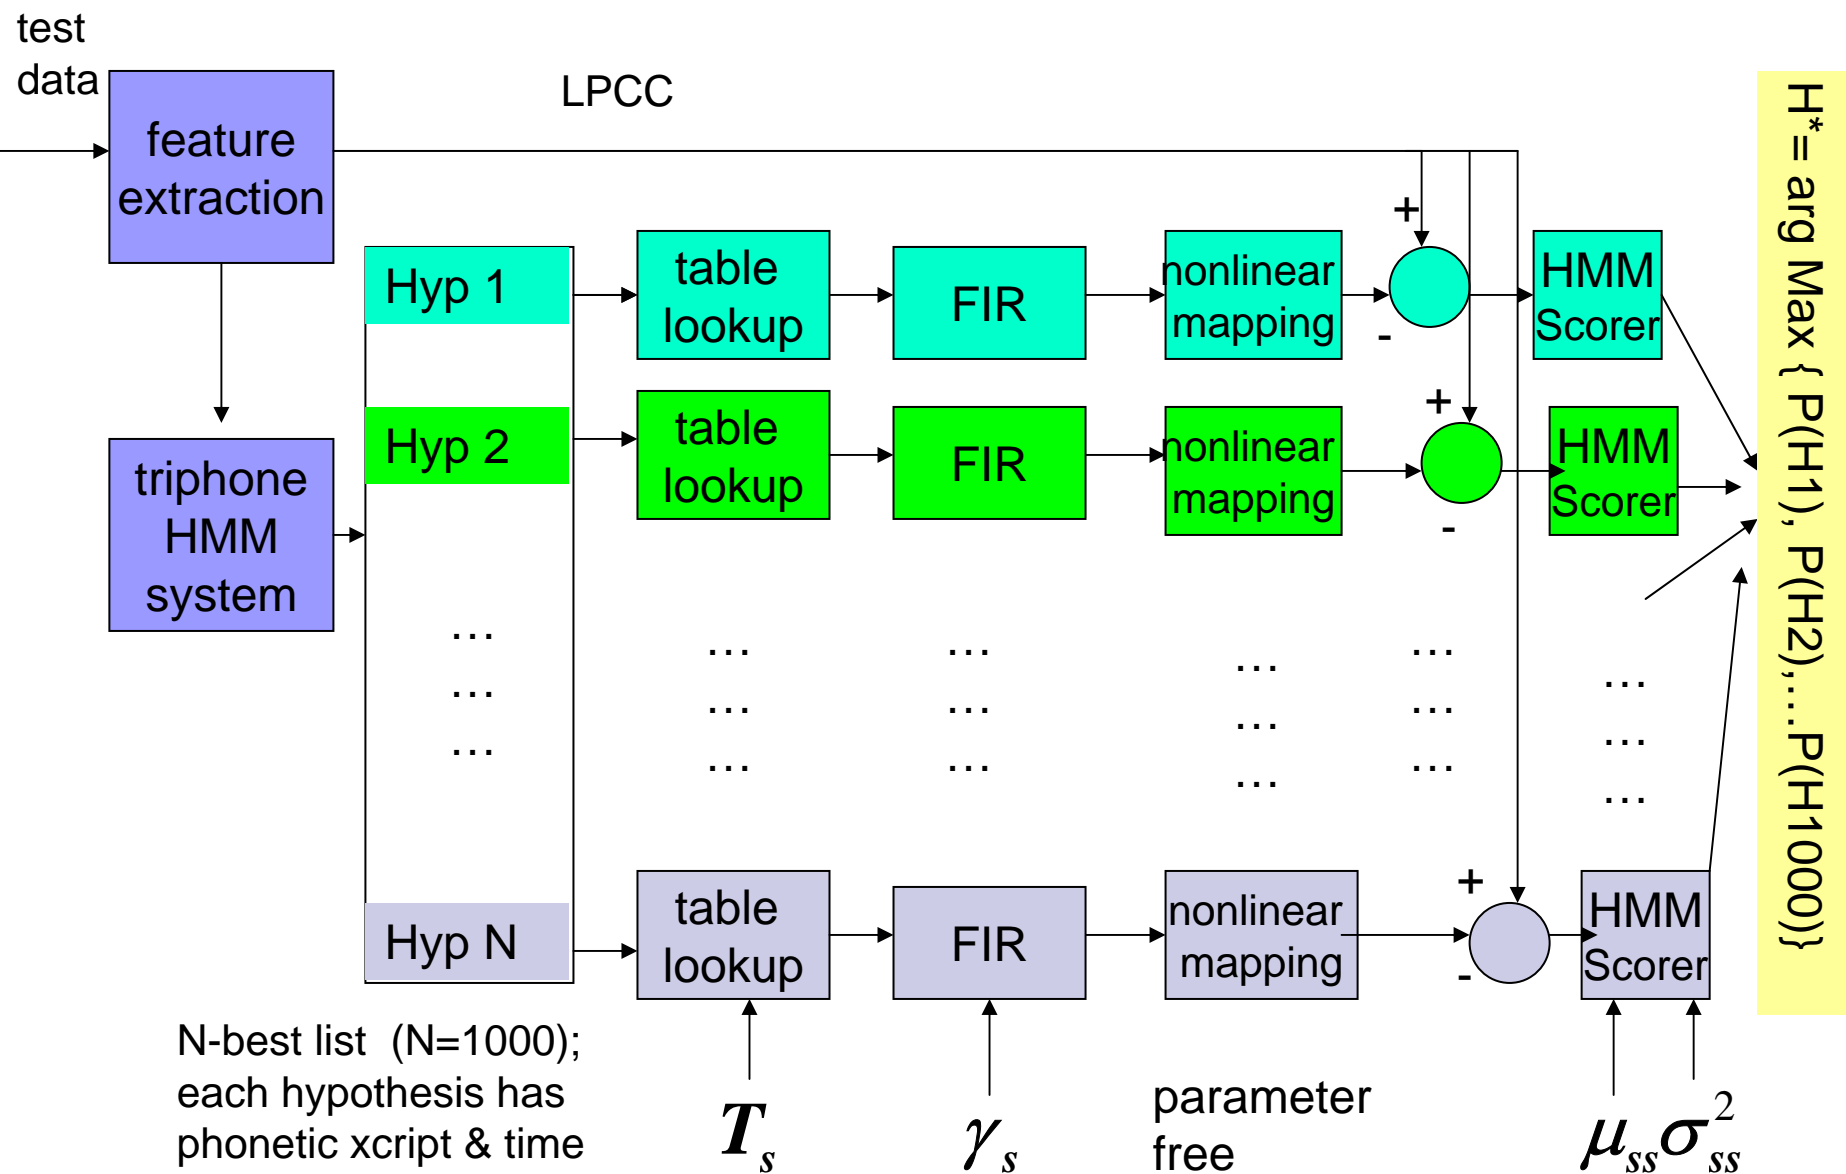 test
data
LPCC
feature
extraction
Hyp 1
table
lookup
FIR
nonlinear
mapping
+
-
HMM
Scorer
Hyp 2
table
lookup
FIR
nonlinear
mapping
+
-
HMM
Scorer
triphone
HMM
system
… … … … … …
… … … … … …
… … … … … …
Hyp N
table
lookup
FIR
nonlinear
mapping
+
-
HMM
Scorer
H*= arg Max { P(H1), P(H2),…P(H1000)}
N-best list (N=1000);
each hypothesis has
phonetic xcript & time
T_s
γ_s
parameter
free
μ_ss σ_ss^2